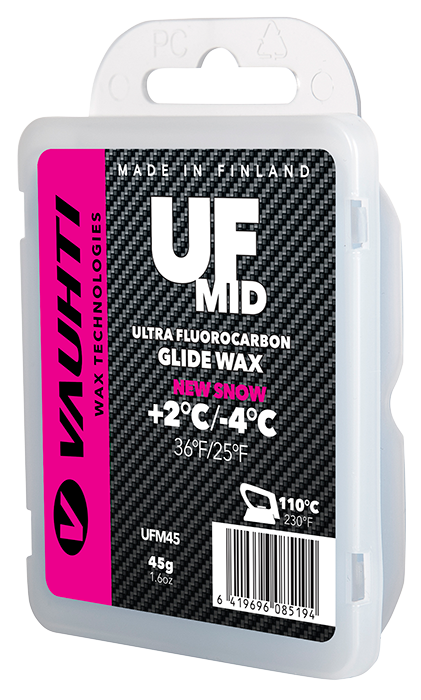 PC
MADE IN FINLAND
UF
MID
ULTRA FLUOROCARBON
GLIDE WAX
NEW SNOW
+2°C/-4°C
36°F/25°F
110°C
230°F
UFM45
45g
1.6oz
6 419696 085194
VAUHTI
WAX TECHNOLOGIES